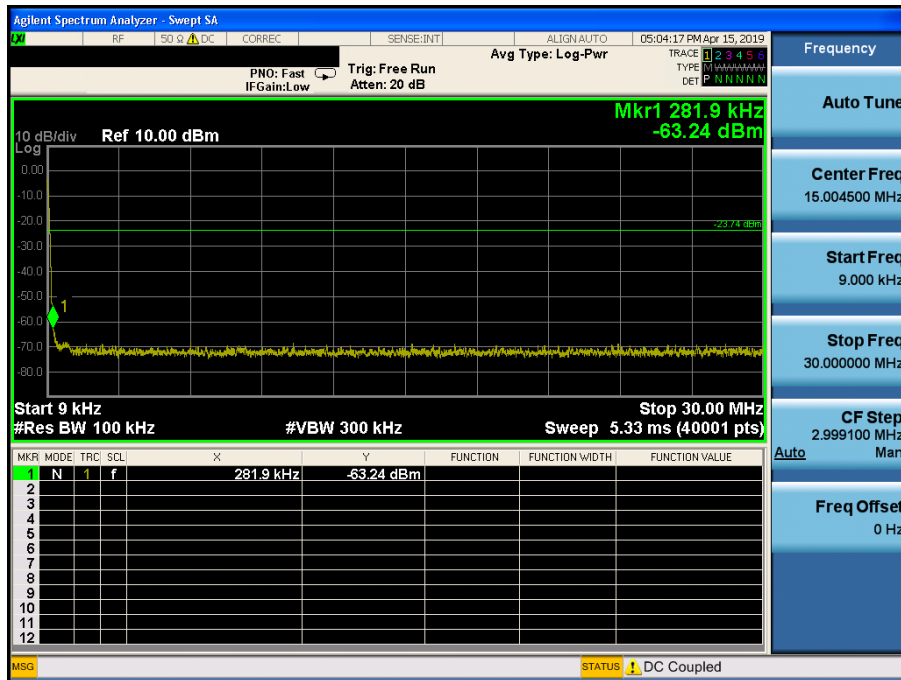 Agilent Spectrum Analyzer - Swept SA
LXI RF 50 Ω DC CORREC SENSE:INT ALIGN AUTO 05:04:17 PM Apr 15, 2019
Avg Type: Log-Pwr
TRACE 1 2 3 4 5 6
TYPE M W W W W W
DET P N N N N N
PNO: Fast
IFGain:Low
Trig: Free Run
Atten: 20 dB
Mkr1 281.9 kHz
-63.24 dBm
10 dB/div Ref 10.00 dBm
Log
0.00
-10.0
-20.0
-23.74 dBm
-30.0
-40.0
-50.0
1
-60.0
-70.0
-80.0
Start 9 kHz Stop 30.00 MHz
#Res BW 100 kHz #VBW 300 kHz Sweep 5.33 ms (40001 pts)
MKR MODE TRC SCL X Y FUNCTION FUNCTION WIDTH FUNCTION VALUE
1 N 1 f 281.9 kHz -63.24 dBm
2
3
4
5
6
7
8
9
10
11
12
MSG STATUS DC Coupled
Frequency
Auto Tune
Center Freq
15.004500 MHz
Start Freq
9.000 kHz
Stop Freq
30.000000 MHz
CF Step
2.999100 MHz
Auto Man
Freq Offset
0 Hz